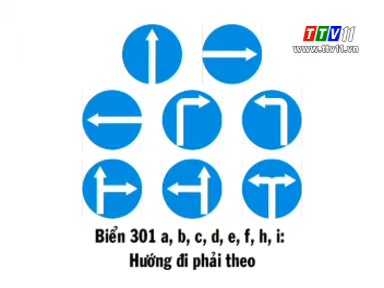 TTV11
www.ttv11.vn
Biển 301 a, b, c, d, e, f, h, i:
Hướng đi phải theo